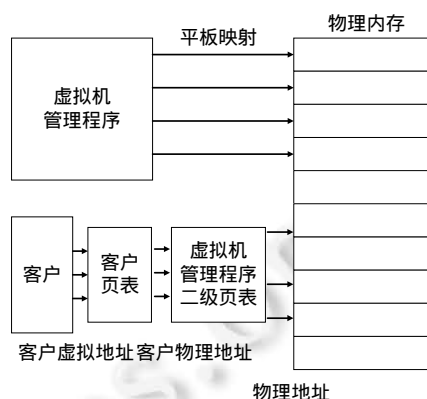 平板映射
物理内存
虚拟机
管理程序
客户
客户
页表
虚拟机
管理程序
二级页表
客户虚拟地址
客户物理地址
物理地址